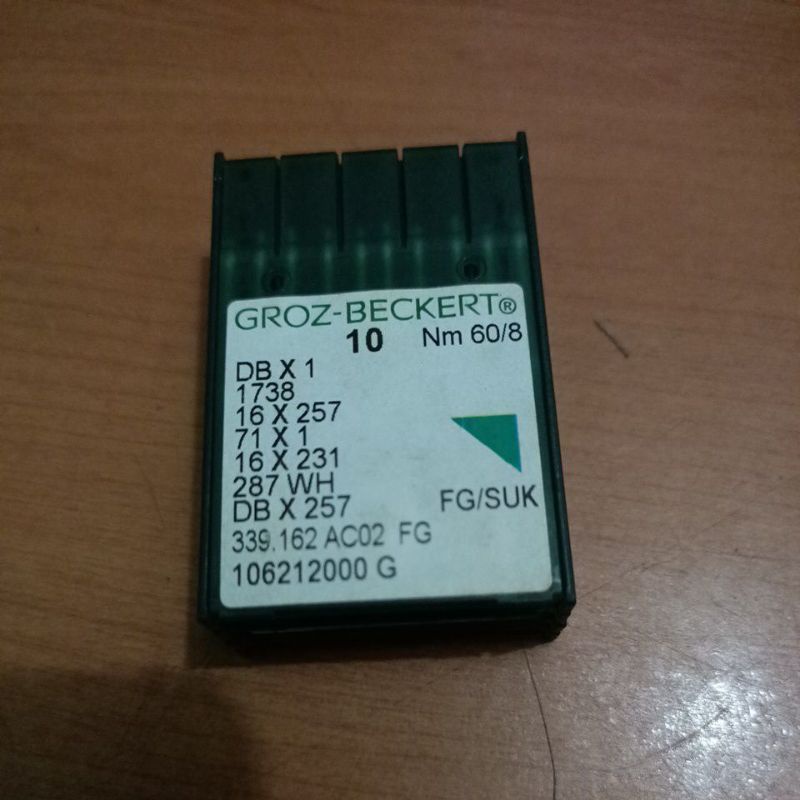 GROZ-BECKERT®
10 Nm 60/8
DB X 1
1738
16 X 257
71 X 1
16 X 231
287 WH
DB X 257 FG/SUK
339.162 AC02 FG
106212000 G